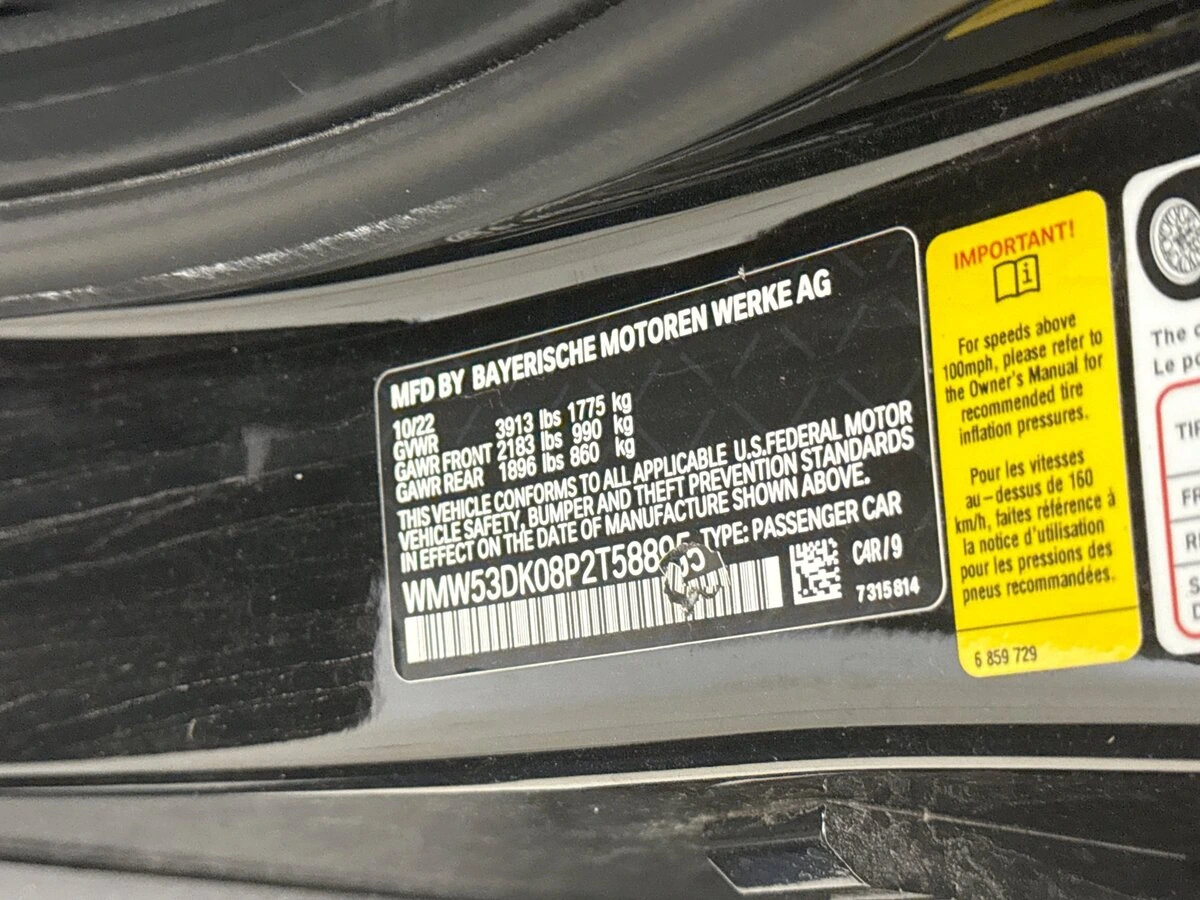 MFD BY BAYERISCHE MOTOREN WERKE AG
10/22
GVWR 3913 lbs 1775 kg
GAWR FRONT 2183 lbs 990 kg
GAWR REAR 1896 lbs 860 kg
THIS VEHICLE CONFORMS TO ALL APPLICABLE U.S.FEDERAL MOTOR
VEHICLE SAFETY, BUMPER AND THEFT PREVENTION STANDARDS
IN EFFECT ON THE DATE OF MANUFACTURE SHOWN ABOVE.
WMW53DK08P2T58895 TYPE: PASSENGER CAR
C4R/9
7315814
IMPORTANT!
i
For speeds above
100mph, please refer to
the Owner's Manual for
recommended tire
inflation pressures.
Pour les vitesses
au-dessus de 160
km/h, faites référence à
la notice d'utilisation
pour les pressions des
pneus recommandées.
6 859 729
The
Le